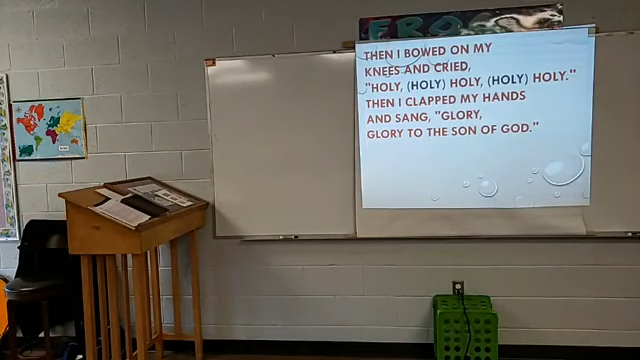 FRO
THEN I BOWED ON MY
KNEES AND CRIED,
"HOLY, (HOLY) HOLY, (HOLY) HOLY."
THEN I CLAPPED MY HANDS
AND SANG, "GLORY,
GLORY TO THE SON OF GOD."